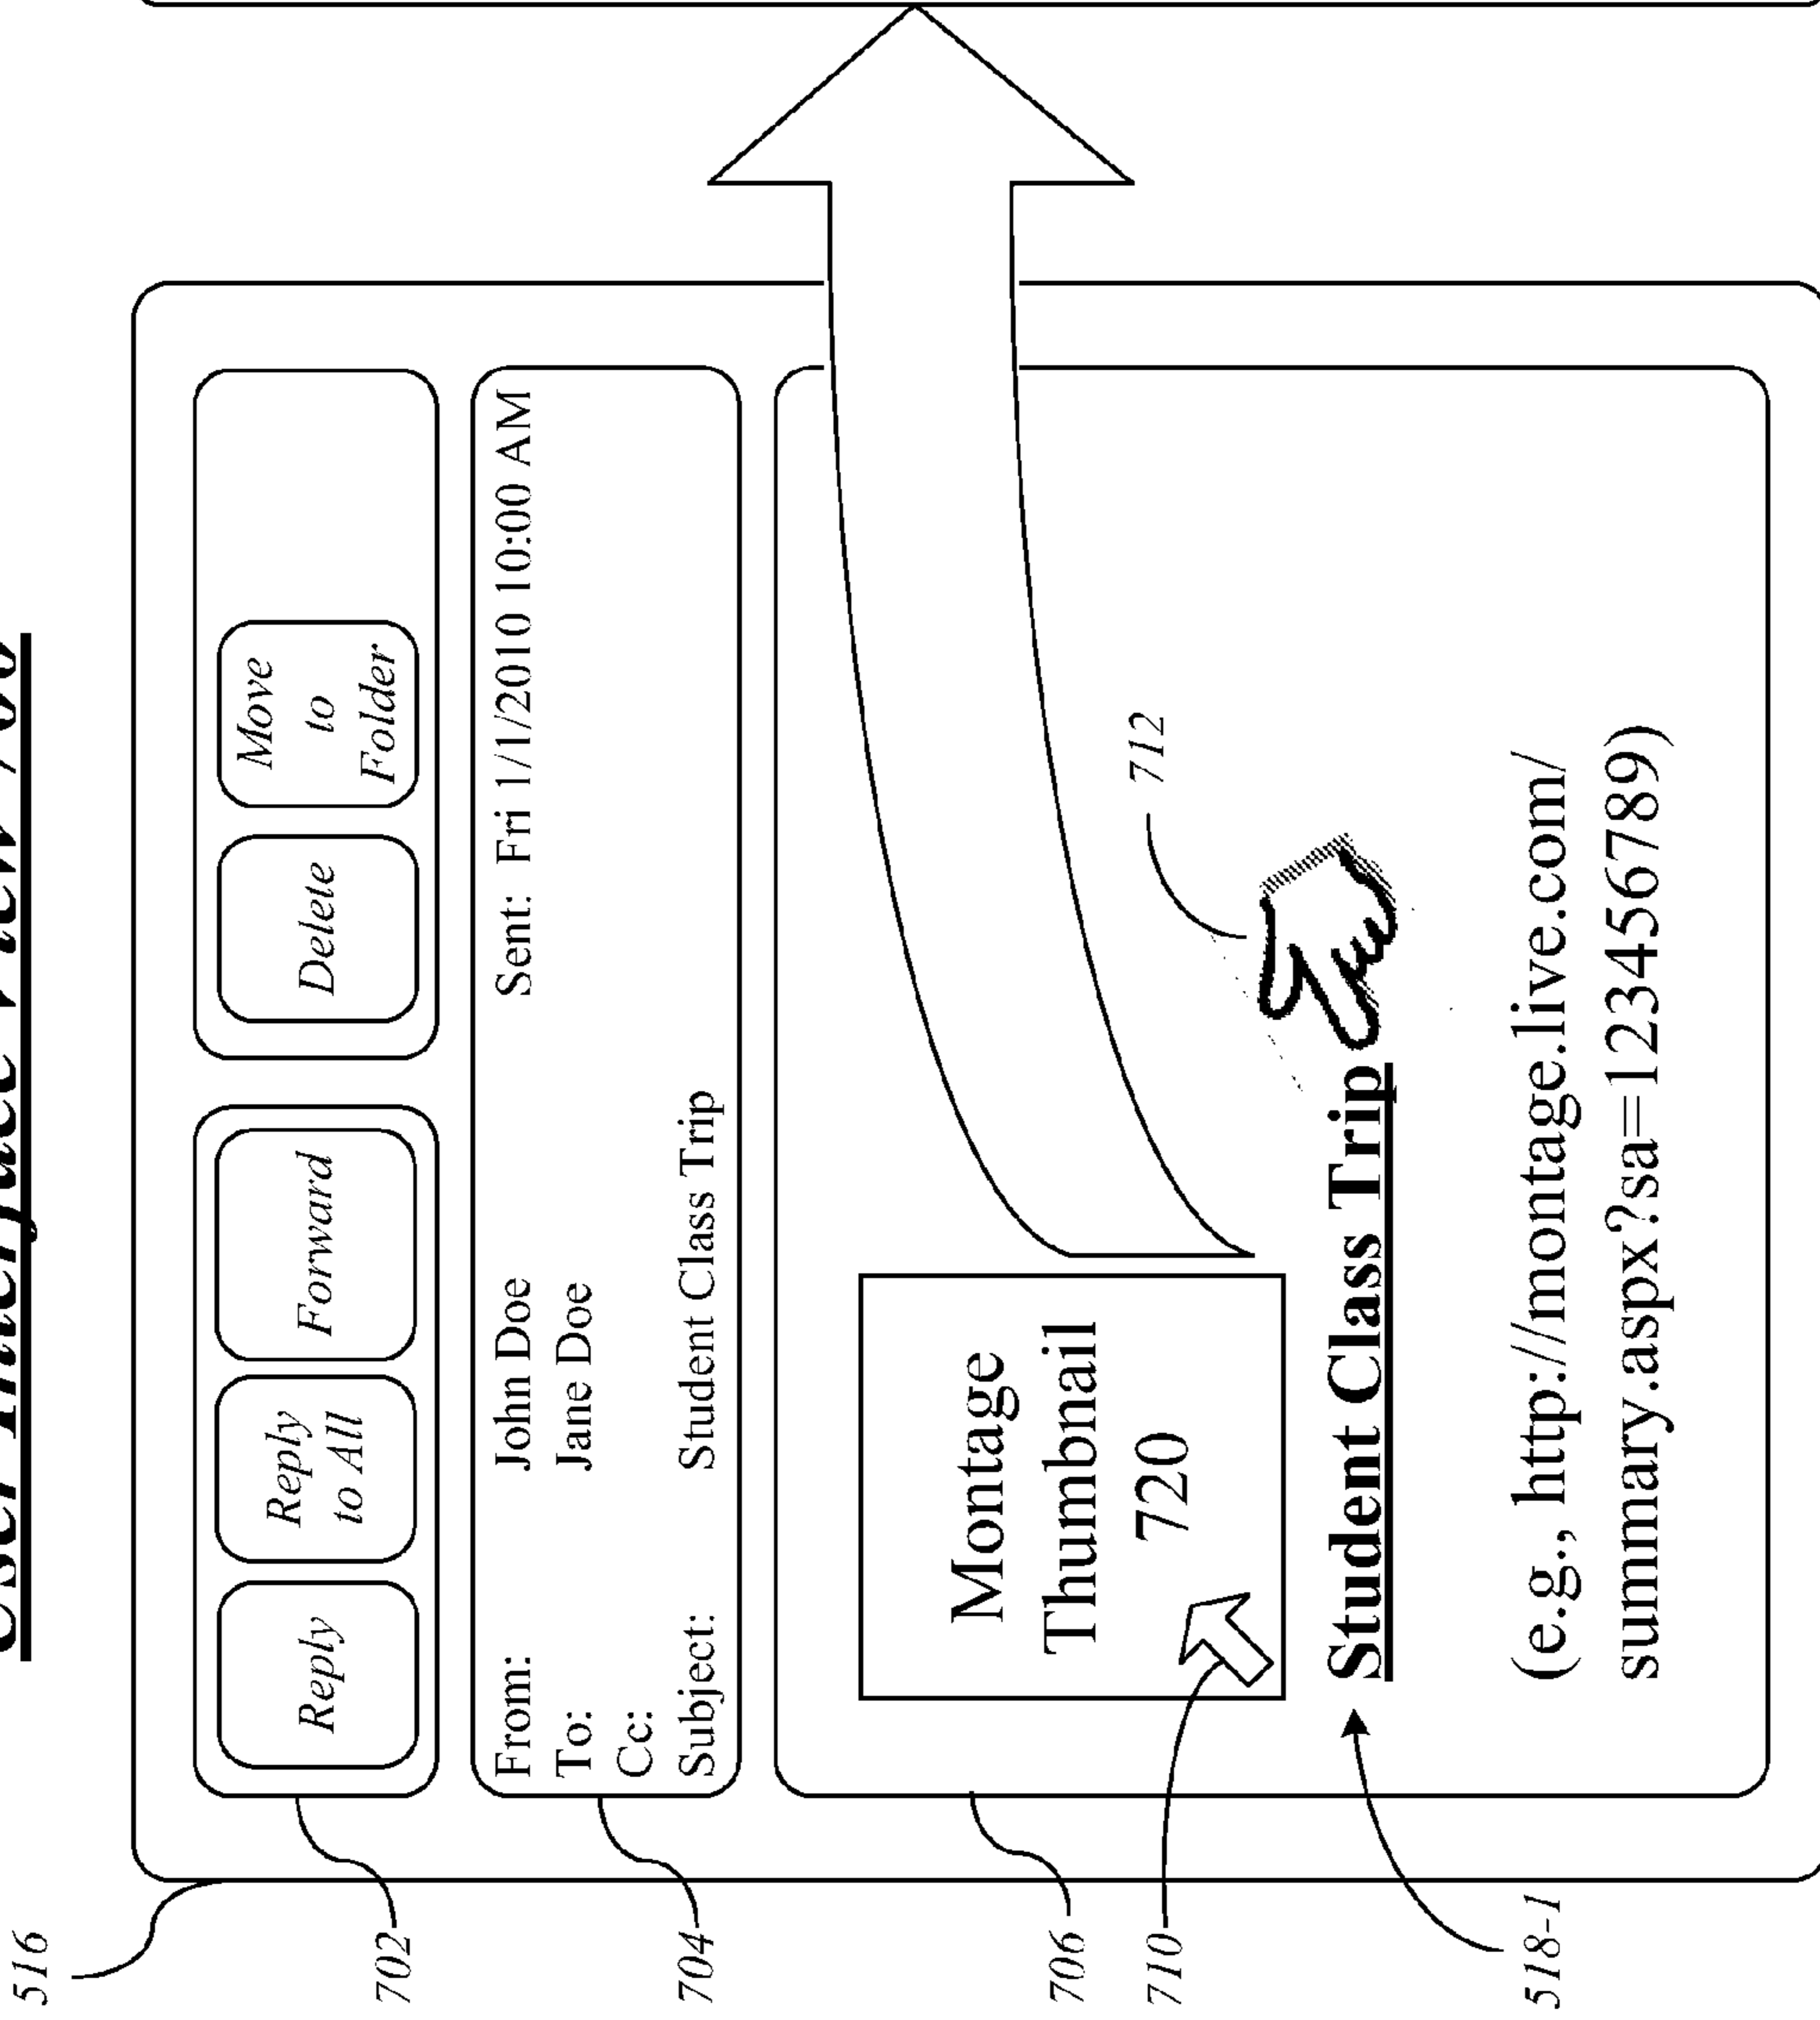 User Interface View 700
516
702
Reply
Reply
to All
Forward
Delete
Move
to
Folder
704
From: John Doe Sent: Fri 1/1/2010 10:00 AM
To: Jane Doe
Cc:
Subject: Student Class Trip
706
Montage
Thumbnail
720
710
712
518-1
Student Class Trip
(e.g., http://montage.live.com/
summary.aspx?sa=123456789)